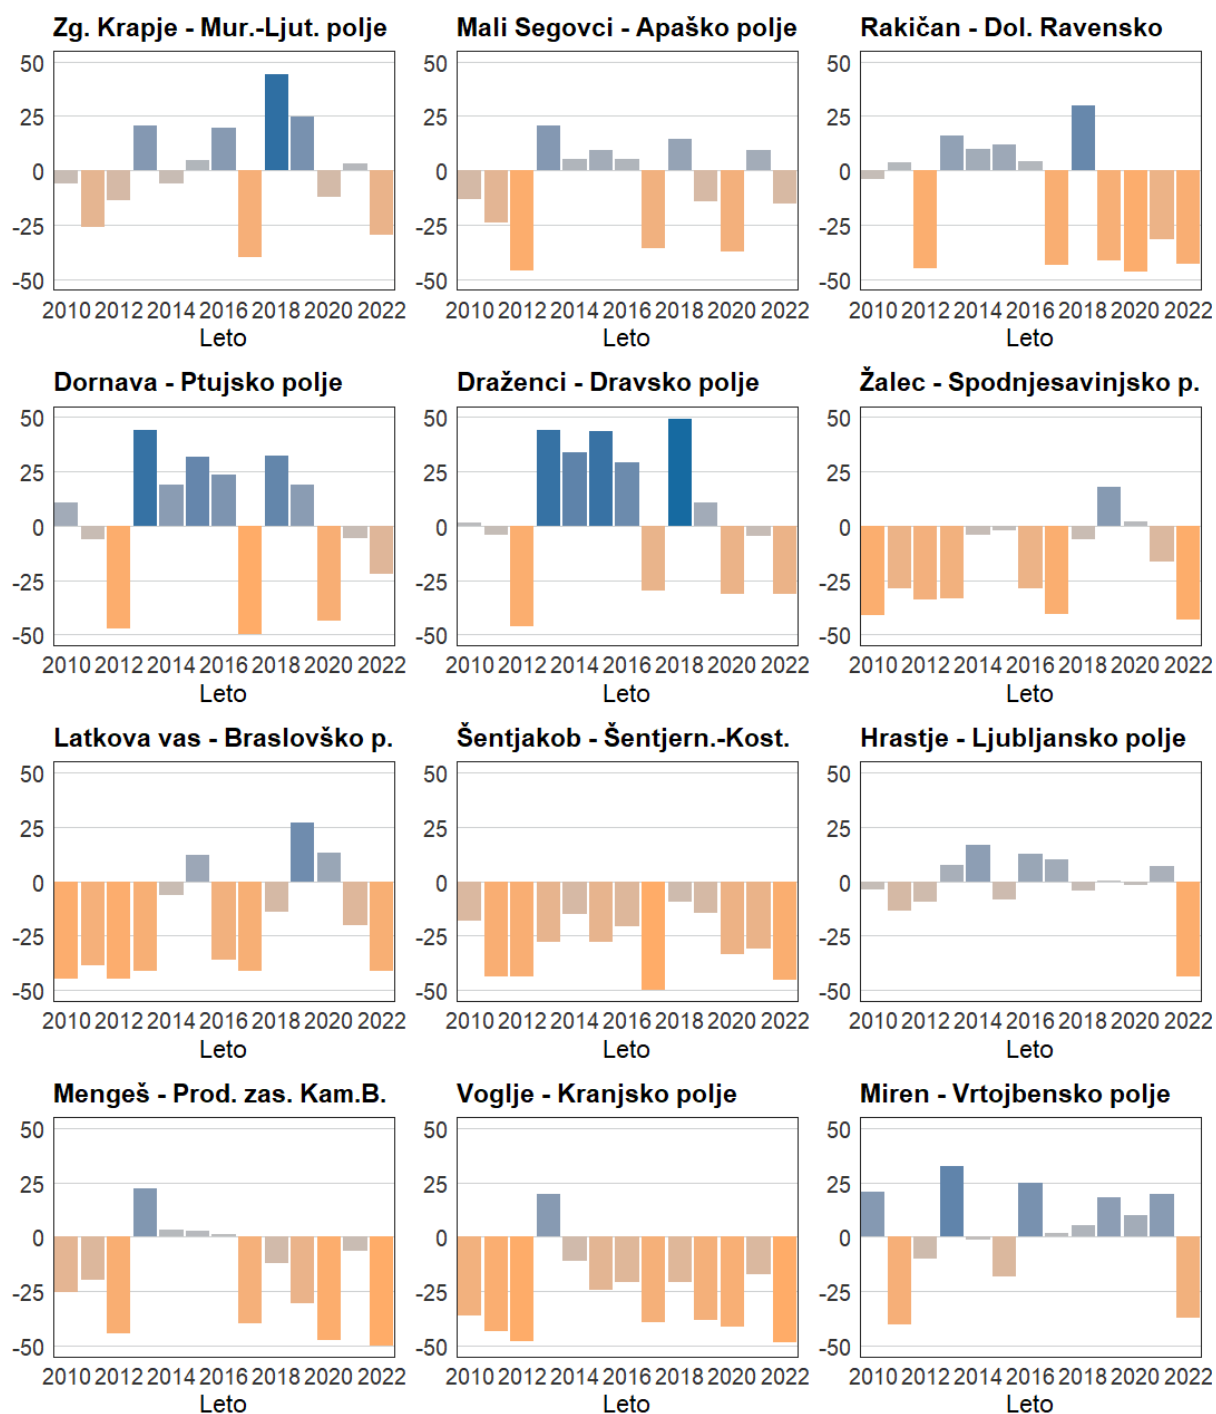 Zg. Krapje - Mur.-Ljut. polje
50
25
0
-25
-50
2010 2012 2014 2016 2018 2020 2022
Leto
Mali Segovci - Apaško polje
50
25
0
-25
-50
2010 2012 2014 2016 2018 2020 2022
Leto
Rakičan - Dol. Ravensko
50
25
0
-25
-50
2010 2012 2014 2016 2018 2020 2022
Leto
Dornava - Ptujsko polje
50
25
0
-25
-50
2010 2012 2014 2016 2018 2020 2022
Leto
Draženci - Dravsko polje
50
25
0
-25
-50
2010 2012 2014 2016 2018 2020 2022
Leto
Žalec - Spodnjesavinjsko p.
50
25
0
-25
-50
2010 2012 2014 2016 2018 2020 2022
Leto
Latkova vas - Braslovško p.
50
25
0
-25
-50
2010 2012 2014 2016 2018 2020 2022
Leto
Šentjakob - Šentjern.-Kost.
50
25
0
-25
-50
2010 2012 2014 2016 2018 2020 2022
Leto
Hrastje - Ljubljansko polje
50
25
0
-25
-50
2010 2012 2014 2016 2018 2020 2022
Leto
Mengeš - Prod. zas. Kam.B.
50
25
0
-25
-50
2010 2012 2014 2016 2018 2020 2022
Leto
Voglje - Kranjsko polje
50
25
0
-25
-50
2010 2012 2014 2016 2018 2020 2022
Leto
Miren - Vrtojbensko polje
50
25
0
-25
-50
2010 2012 2014 2016 2018 2020 2022
Leto